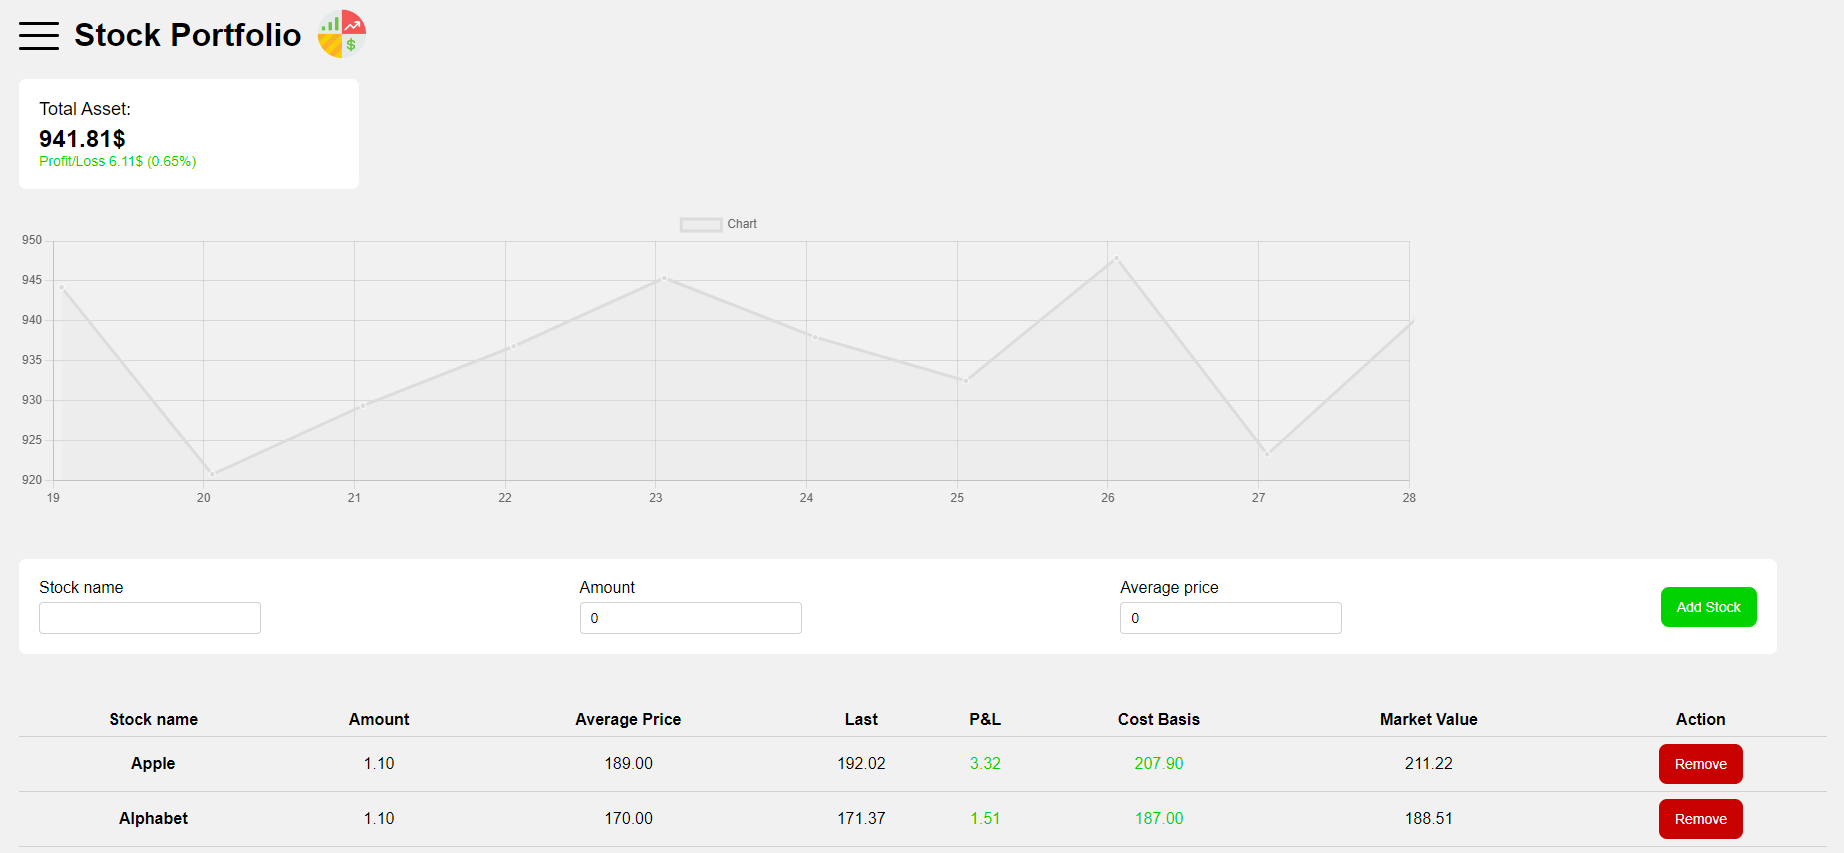 Stock Portfolio
$
Total Asset:
941.81$
Profit/Loss 6.11$ (0.65%)
Chart
950
945
940
935
930
925
920
19 20 21 22 23 24 25 26 27 28
Stock name Amount Average price
0 0 Add Stock
Stock name Amount Average Price Last P&L Cost Basis Market Value Action
Apple 1.10 189.00 192.02 3.32 207.90 211.22 Remove
Alphabet 1.10 170.00 171.37 1.51 187.00 188.51 Remove